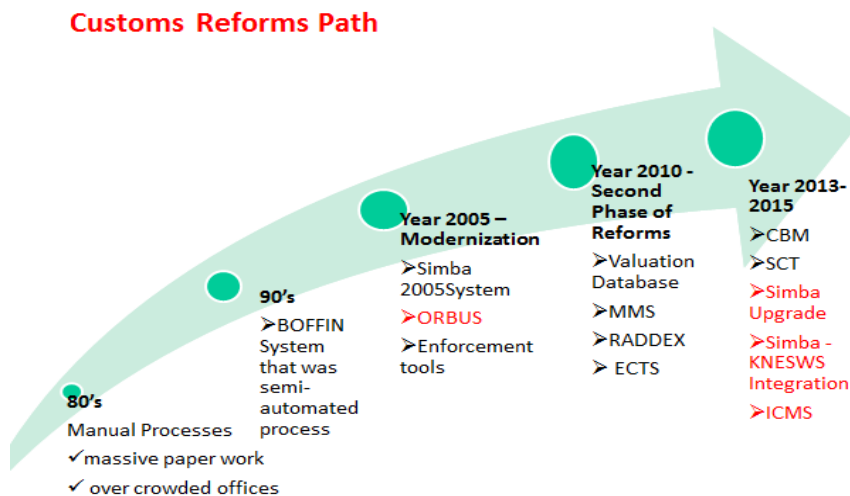 Customs Reforms Path
80's
Manual Processes
✓massive paper work
✓ over crowded offices
90's
➢BOFFIN
System
that was
semi-
automated
process
Year 2005 –
Modernization
➢Simba
2005System
➢ORBUS
➢Enforcement
tools
Year 2010 -
Second
Phase of
Reforms
➢Valuation
Database
➢MMS
➢RADDEX
➢ ECTS
Year 2013-
2015
➢CBM
➢SCT
➢Simba
Upgrade
➢Simba -
KNESWS
Integration
➢ICMS